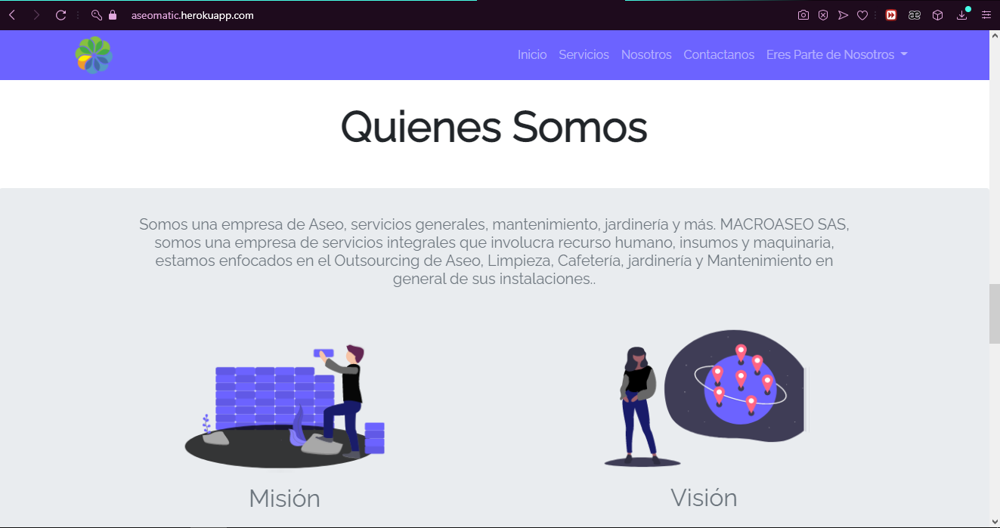 aseomatic.herokuapp.com
Inicio Servicios Nosotros Contactanos Eres Parte de Nosotros
Quienes Somos
Somos una empresa de Aseo, servicios generales, mantenimiento, jardinería y más. MACROASEO SAS,
somos una empresa de servicios integrales que involucra recurso humano, insumos y maquinaria,
estamos enfocados en el Outsourcing de Aseo, Limpieza, Cafetería, jardinería y Mantenimiento en
general de sus instalaciones..
Misión
Visión